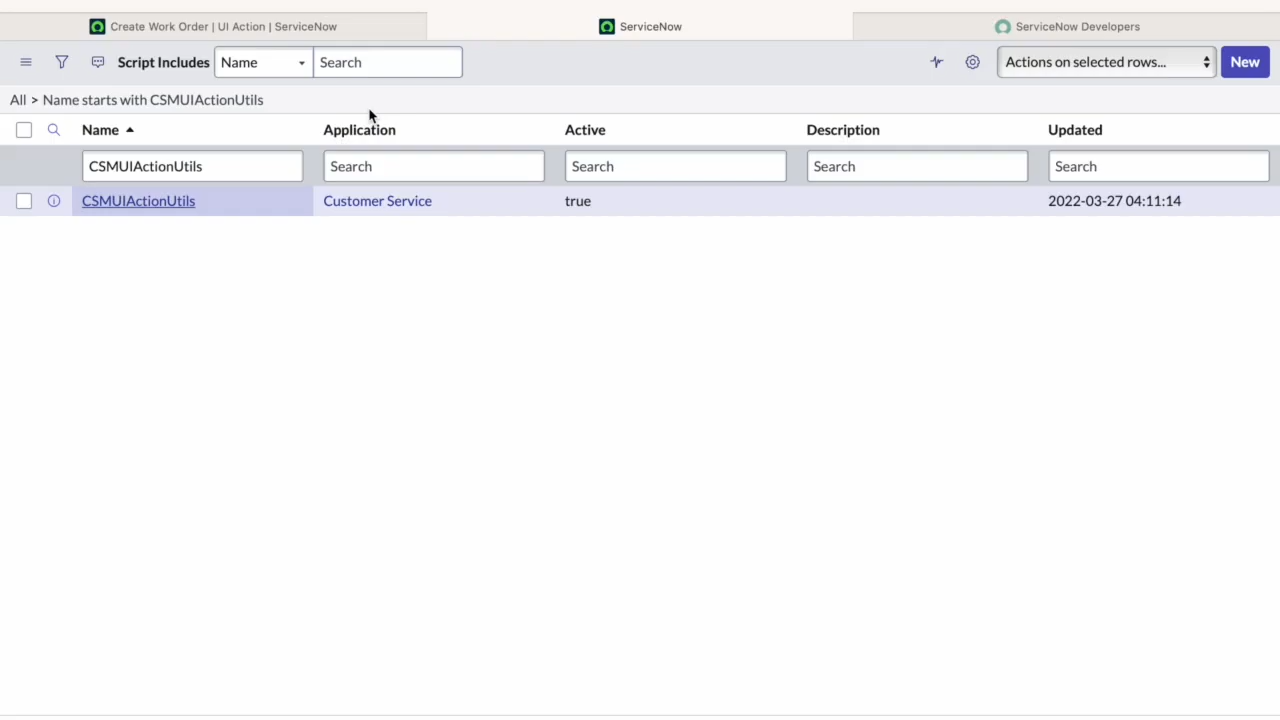 Create Work Order | UI Action | ServiceNow
ServiceNow
ServiceNow Developers
Script Includes
Name
Search
Actions on selected rows...
New
All > Name starts with CSMUIActionUtils
Name Application Active Description Updated
CSMUIActionUtils Search Search Search Search
CSMUIActionUtils Customer Service true 2022-03-27 04:11:14